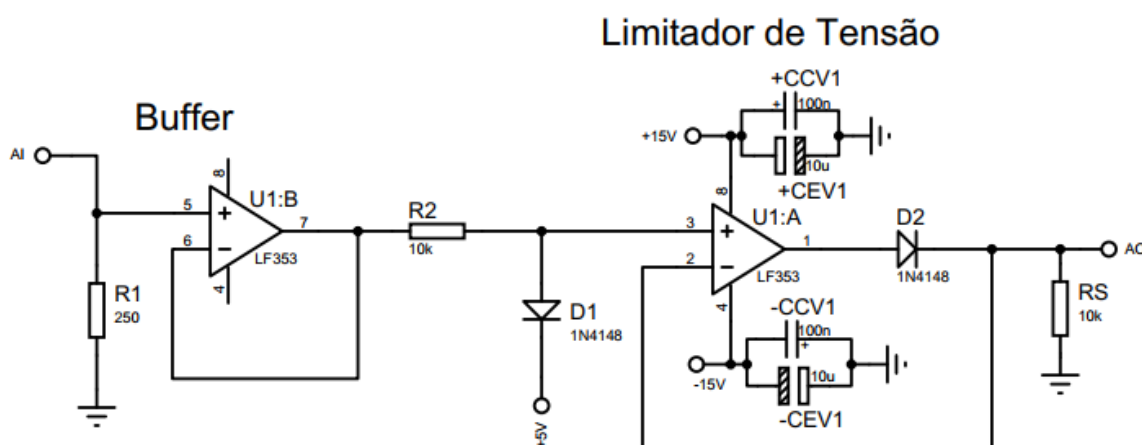 Limitador de Tensão
Buffer
+CCV1
+
100n
+15V
10u
+CEV1
AI
8
U1:B
5
+
7
6
−
LF353
4
R1
250
R2
10k
D1
1N4148
+5V
8
U1:A
3
+
1
2
−
LF353
4
D2
1N4148
AO
RS
10k
-CCV1
100n
+
-15V
10u
-CEV1